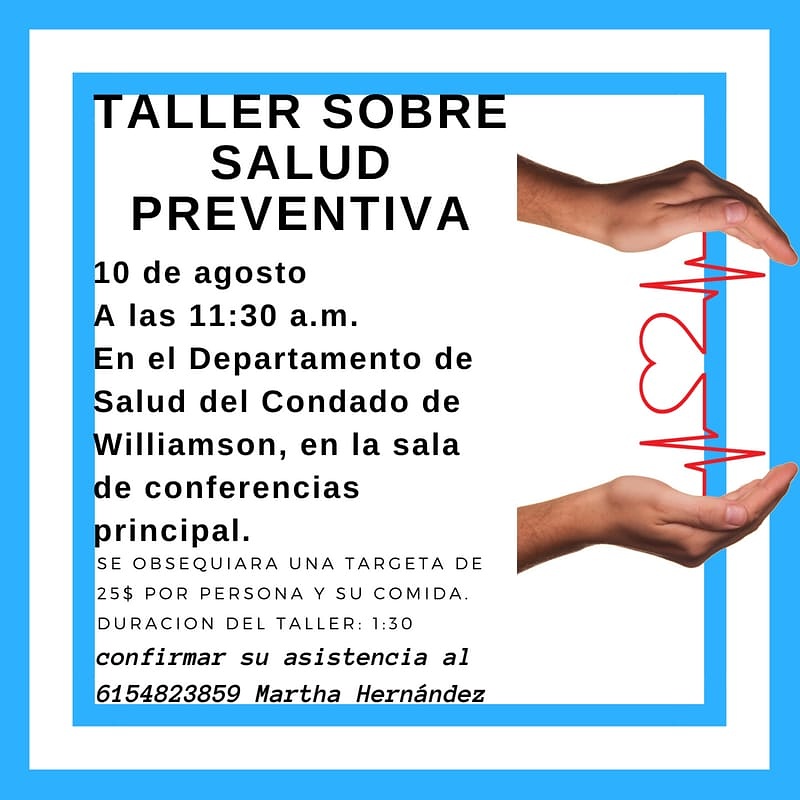 TALLER SOBRE
SALUD
PREVENTIVA
10 de agosto
A las 11:30 a.m.
En el Departamento de
Salud del Condado de
Williamson, en la sala
de conferencias
principal.
SE OBSEQUIARA UNA TARGETA DE
25$ POR PERSONA Y SU COMIDA.
DURACION DEL TALLER: 1:30
confirmar su asistencia al
6154823859 Martha Hernández